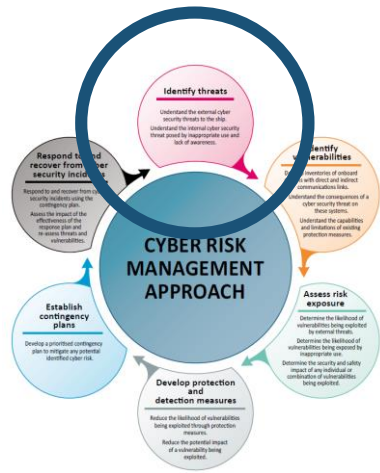 Identify threats
Understand the external cyber
security threats to the ship.
Understand the internal cyber security
threat posed by inappropriate use and
lack of awareness.
Identify
vulnerabilities
inventories of onboard
with direct and indirect
communications links.
Understand the consequences of a
cyber security threat on
these systems.
Understand the capabilities
and limitations of existing
protection measures.
Assess risk
exposure
Determine the likelihood of
vulnerabilities being exploited
by external threats.
Determine the likelihood of
vulnerabilities being exposed by
inappropriate use.
Determine the security and safety
impact of any individual or
combination of vulnerabilities
being exploited.
Develop protection
and
detection measures
Reduce the likelihood of vulnerabilities
being exploited through protection
measures.
Reduce the potential impact
of a vulnerability being
exploited.
Establish
contingency
plans
Develop a prioritised contingency
plan to mitigate any potential
identified cyber risk.
Respond to and
recover from cyber
security incidents
Respond to and recover from cyber
security incidents using the
contingency plan.
Assess the impact of the
effectiveness of the
response plan and
re-assess threats and
vulnerabilities.
CYBER RISK
MANAGEMENT
APPROACH